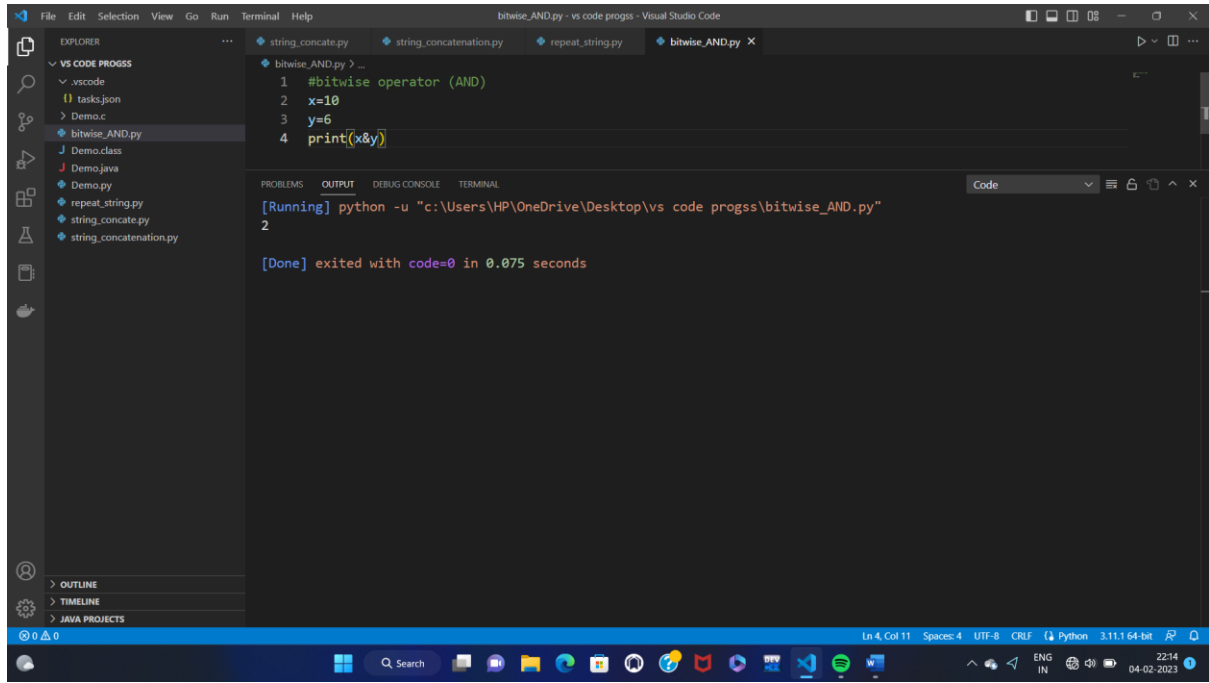 File Edit Selection View Go Run Terminal Help bitwise_AND.py - vs code progss - Visual Studio Code
EXPLORER ...
string_concate.py string_concatenation.py repeat_string.py bitwise_AND.py ×
VS CODE PROGSS
.vscode
{} tasks.json
> Demo.c
bitwise_AND.py
J Demo.class
J Demo.java
Demo.py
repeat_string.py
string_concate.py
string_concatenation.py
> OUTLINE
> TIMELINE
> JAVA PROJECTS
bitwise_AND.py > ...
1 #bitwise operator (AND)
2 x=10
3 y=6
4 print(x&y)
PROBLEMS OUTPUT DEBUG CONSOLE TERMINAL Code
[Running] python -u "c:\Users\HP\OneDrive\Desktop\vs code progss\bitwise_AND.py"
2
[Done] exited with code=0 in 0.075 seconds
0 0 Ln 4, Col 11 Spaces: 4 UTF-8 CRLF Python 3.11.1 64-bit
Search DEV ENG 22:14
IN 04-02-2023 1